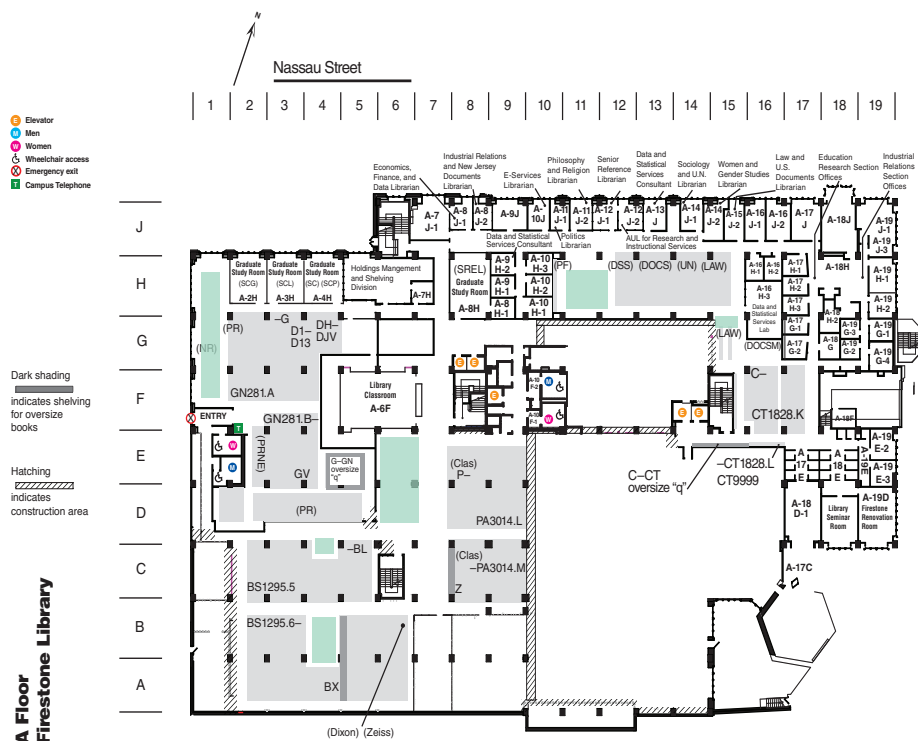 N
Nassau Street
1 2 3 4 5 6 7 8 9 10 11 12 13 14 15 16 17 18 19
E Elevator
M Men
W Women
Wheelchair access
Emergency exit
T Campus Telephone
Economics,
Finance, and
Data Librarian
Industrial Relations
and New Jersey
Documents
Librarian
E-Services
Librarian
Philosophy
and Religion
Librarian
Senior
Reference
Librarian
Data and
Statistical
Services
Consultant
Sociology
and U.N.
Librarian
Women and
Gender Studies
Librarian
Law and
U.S.
Documents
Librarian
Education
Research Section
Offices
Industrial
Relations
Section
Offices
J
A-7
J-1
A-8
J-1
A-8
J-2
A-9J
A-
10J
A-11
J-1
A-11
J-2
A-12
J-1
A-12
J-2
A-13
J
A-14
J-1
A-14
J-2
A-15
J-2
A-16
J-1
A-16
J-2
A-17
J
A-18J
A-19
J-1
A-19
J-3
Data and Statistical
Services Consultant
Politics
Librarian
AUL for Research and
Instructional Services
H
Graduate
Study Room
(SCG)
A-2H
Graduate
Study Room
(SCL)
A-3H
Graduate
Study Room
(SC) (SCP)
A-4H
Holdings Mangement
and Shelving
Division
A-7H
(SREL)
Graduate
Study Room
A-8H
A-9
H-2
A-9
H-1
A-8
H-1
A-10
H-3
A-10
H-2
A-10
H-1
(PF)
(DSS) (DOCS) (UN) (LAW)
A-16
H-1
A-16
H-2
A-16
H-3
Data and
Statistical
Services
Lab
A-17
H-1
A-17
H-2
A-17
H-3
A-17
G-1
A-17
G-2
A-18H
A-18
H-2
A-18
G
A-19
H-1
A-19
H-2
A-19
G-3
A-19
G-2
A-19
G-1
A-19
G-4
G
(NR)
(PR)
–G
D1–
D13
DH–
DJV
(LAW)
(DOCSM)
Dark shading
indicates shelving
for oversize
books
F
GN281.A
GN281.B–
Library
Classroom
A-6F
E E
E
A-10
F-2
M
A-10
F-1
W
E E
C–
CT1828.K
A-18F
ENTRY
T
E
W
M
(PRNE)
GV
G–GN
oversize
“q”
(Clas)
P–
C–CT
oversize “q”
–CT1828.L
CT9999
A
17
E
A
18
E
A-19E
A-19
E-2
A-19
E-3
Hatching
indicates
construction area
D
(PR)
PA3014.L
A-18
D-1
Library
Seminar
Room
A-19D
Firestone
Renovation
Room
C
–BL
BS1295.5
(Clas)
–PA3014.M
Z
A-17C
B
BS1295.6–
A
BX
(Dixon) (Zeiss)
A Floor
Firestone Library